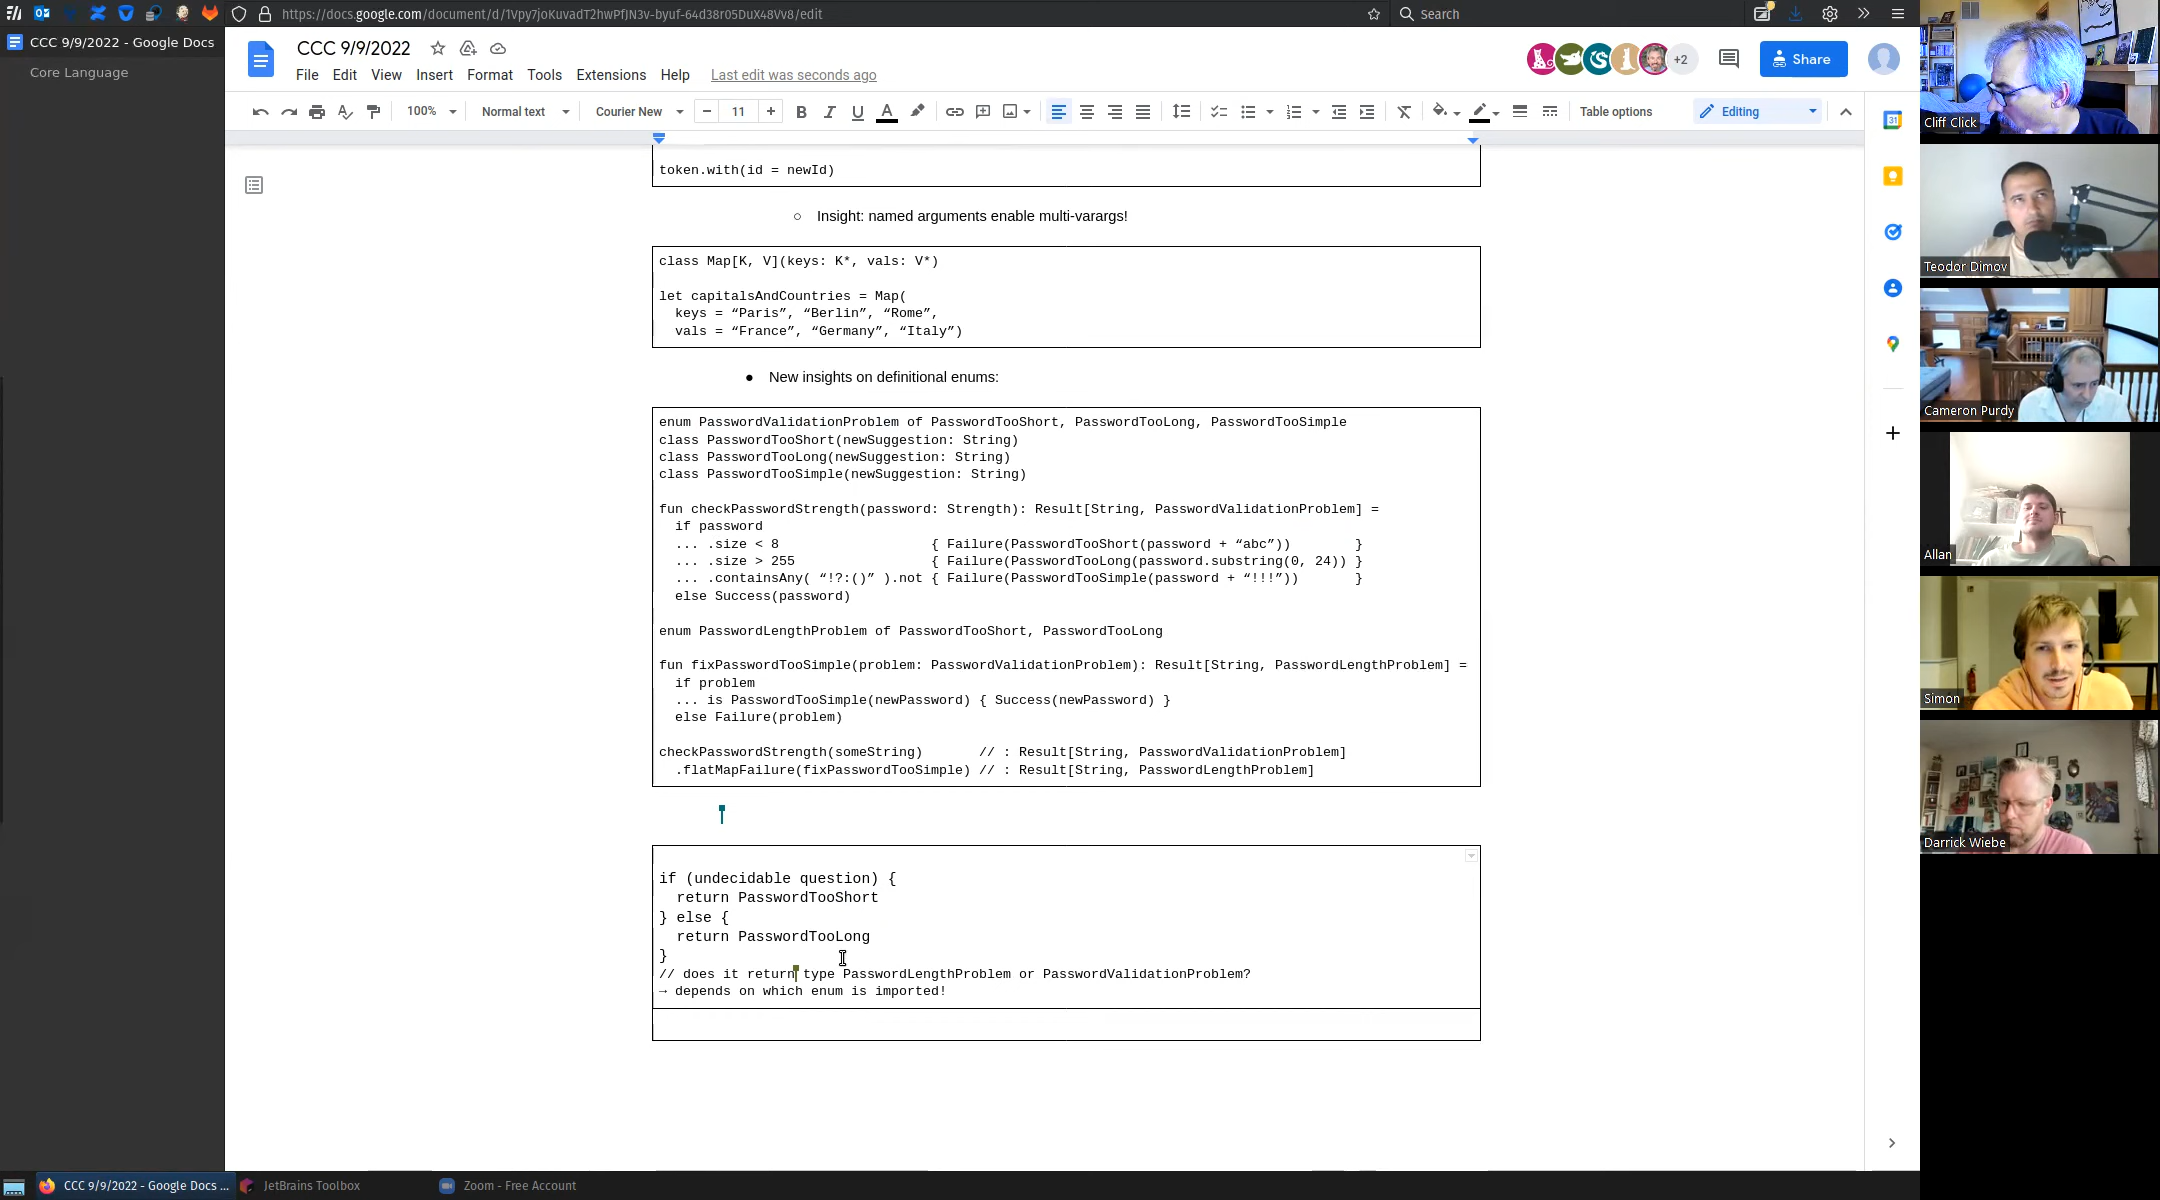 https://docs.google.com/document/d/1Vpy7joKuvadT2hwPfJN3v-byuf-64d38r05DuX48Vv8/edit
Search
CCC 9/9/2022 - Google Docs
Core Language
CCC 9/9/2022
File Edit View Insert Format Tools Extensions Help Last edit was seconds ago
+2
Share
100% Normal text Courier New 11 Table options Editing
token.with(id = newId)
○ Insight: named arguments enable multi-varargs!
class Map[K, V](keys: K*, vals: V*)
let capitalsAndCountries = Map(
keys = “Paris”, “Berlin”, “Rome”,
vals = “France”, “Germany”, “Italy”)
● New insights on definitional enums:
enum PasswordValidationProblem of PasswordTooShort, PasswordTooLong, PasswordTooSimple
class PasswordTooShort(newSuggestion: String)
class PasswordTooLong(newSuggestion: String)
class PasswordTooSimple(newSuggestion: String)
fun checkPasswordStrength(password: Strength): Result[String, PasswordValidationProblem] =
if password
... .size < 8 { Failure(PasswordTooShort(password + “abc”)) }
... .size > 255 { Failure(PasswordTooLong(password.substring(0, 24)) }
... .containsAny( “!?:()” ).not { Failure(PasswordTooSimple(password + “!!!”)) }
else Success(password)
enum PasswordLengthProblem of PasswordTooShort, PasswordTooLong
fun fixPasswordTooSimple(problem: PasswordValidationProblem): Result[String, PasswordLengthProblem] =
if problem
... is PasswordTooSimple(newPassword) { Success(newPassword) }
else Failure(problem)
checkPasswordStrength(someString) // : Result[String, PasswordValidationProblem]
.flatMapFailure(fixPasswordTooSimple) // : Result[String, PasswordLengthProblem]
if (undecidable question) {
return PasswordTooShort
} else {
return PasswordTooLong
}
// does it return type PasswordLengthProblem or PasswordValidationProblem?
→ depends on which enum is imported!
31
Cliff Click
Teodor Dimov
Cameron Purdy
Allan
Simon
Darrick Wiebe
CCC 9/9/2022 - Google Docs ...
JetBrains Toolbox
Zoom - Free Account